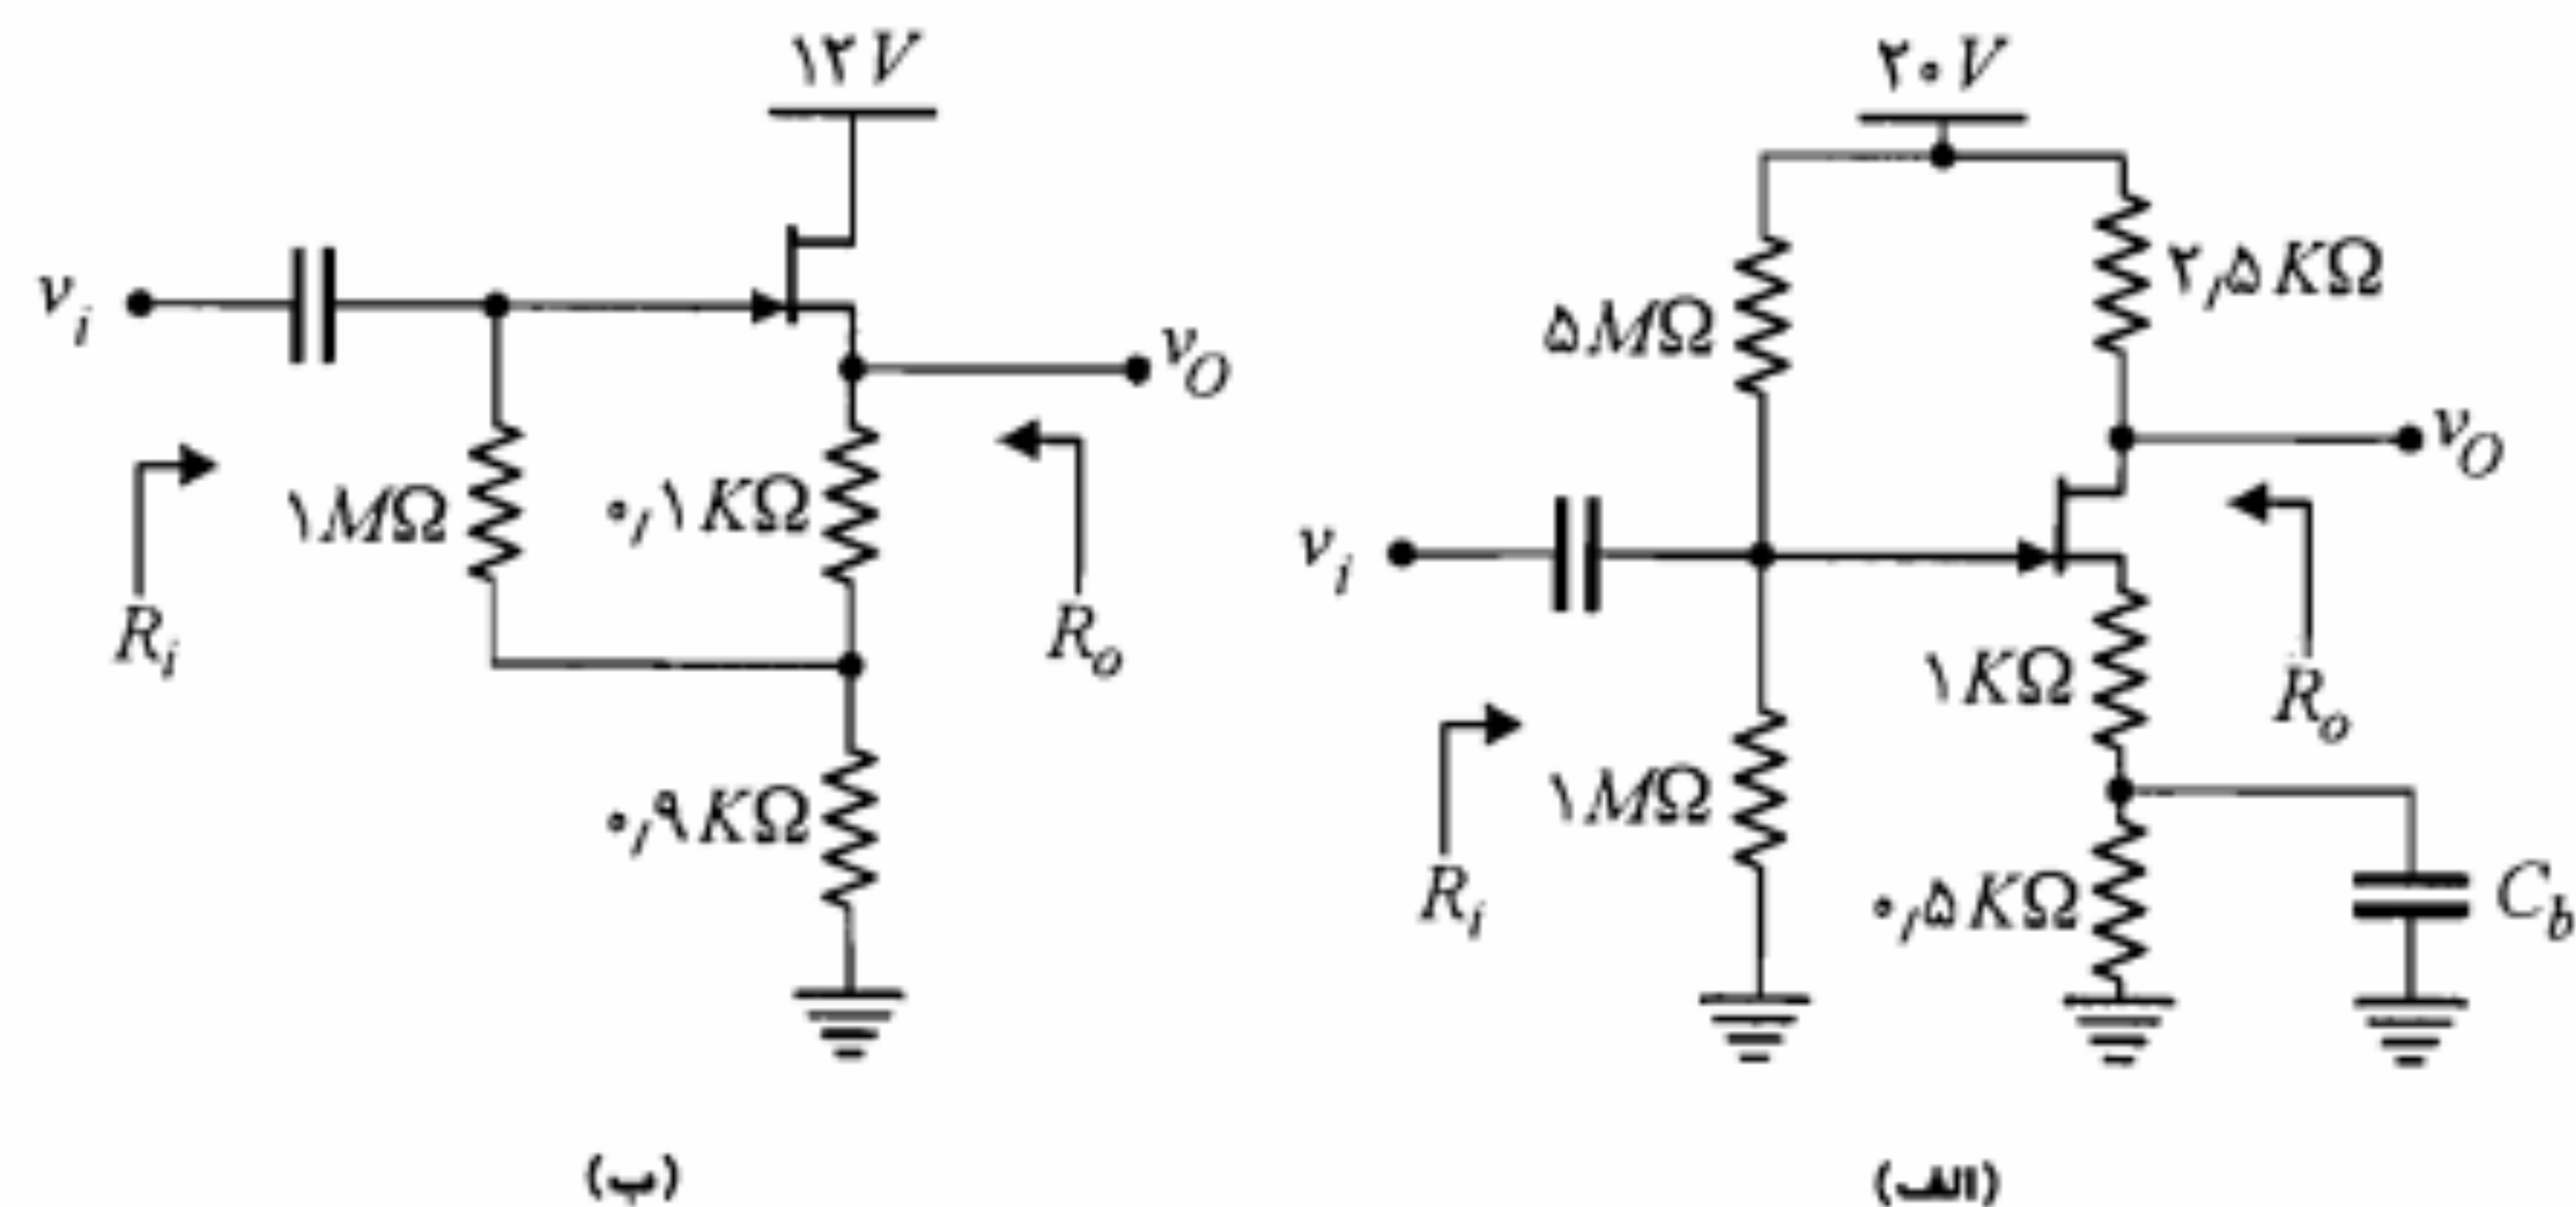 ۱۲V
v_i
۱MΩ
۰٫۱KΩ
v_O
R_i
R_o
۰٫۹KΩ
(ب)
۲۰V
۵MΩ
۲٫۵KΩ
v_O
v_i
۱KΩ
R_o
R_i
۱MΩ
۰٫۵KΩ
C_b
(الف)